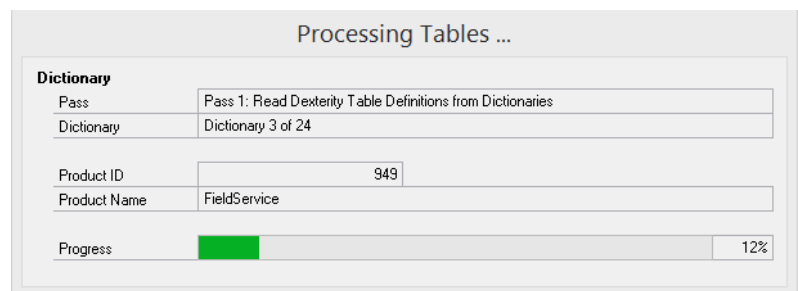 Processing Tables ...
Dictionary
Pass Pass 1: Read Dexterity Table Definitions from Dictionaries
Dictionary Dictionary 3 of 24
Product ID 949
Product Name FieldService
Progress 12%